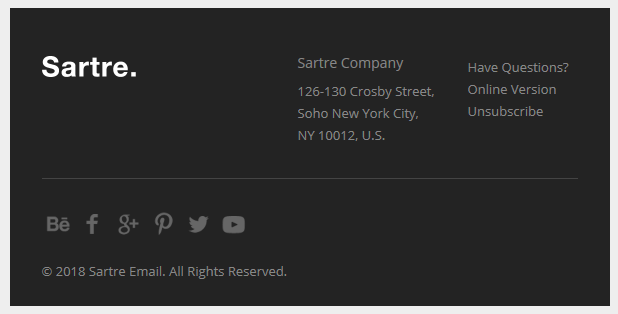 Sartre.
Sartre Company
126-130 Crosby Street,
Soho New York City,
NY 10012, U.S.
Have Questions?
Online Version
Unsubscribe
Bē f g+
© 2018 Sartre Email. All Rights Reserved.